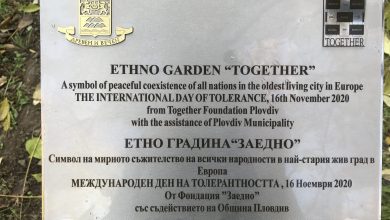 ДРЕВЕН И ВЕЧЕН
TOGETHER
ETHNO GARDEN “TOGETHER”
A symbol of peaceful coexistence of all nations in the oldest living city in Europe
THE INTERNATIONAL DAY OF TOLERANCE, 16th November 2020
from Together Foundation Plovdiv
with the assistance of Plovdiv Municipality
ЕТНО ГРАДИНА“ЗАЕДНО”
Символ на мирното съжителство на всички народности в най-стария жив град в
Европа
МЕЖДУНАРОДЕН ДЕН НА ТОЛЕРАНТНОСТТА, 16 Ноември 2020
От Фондация ”Заедно”
със съдействието на Община Пловдив